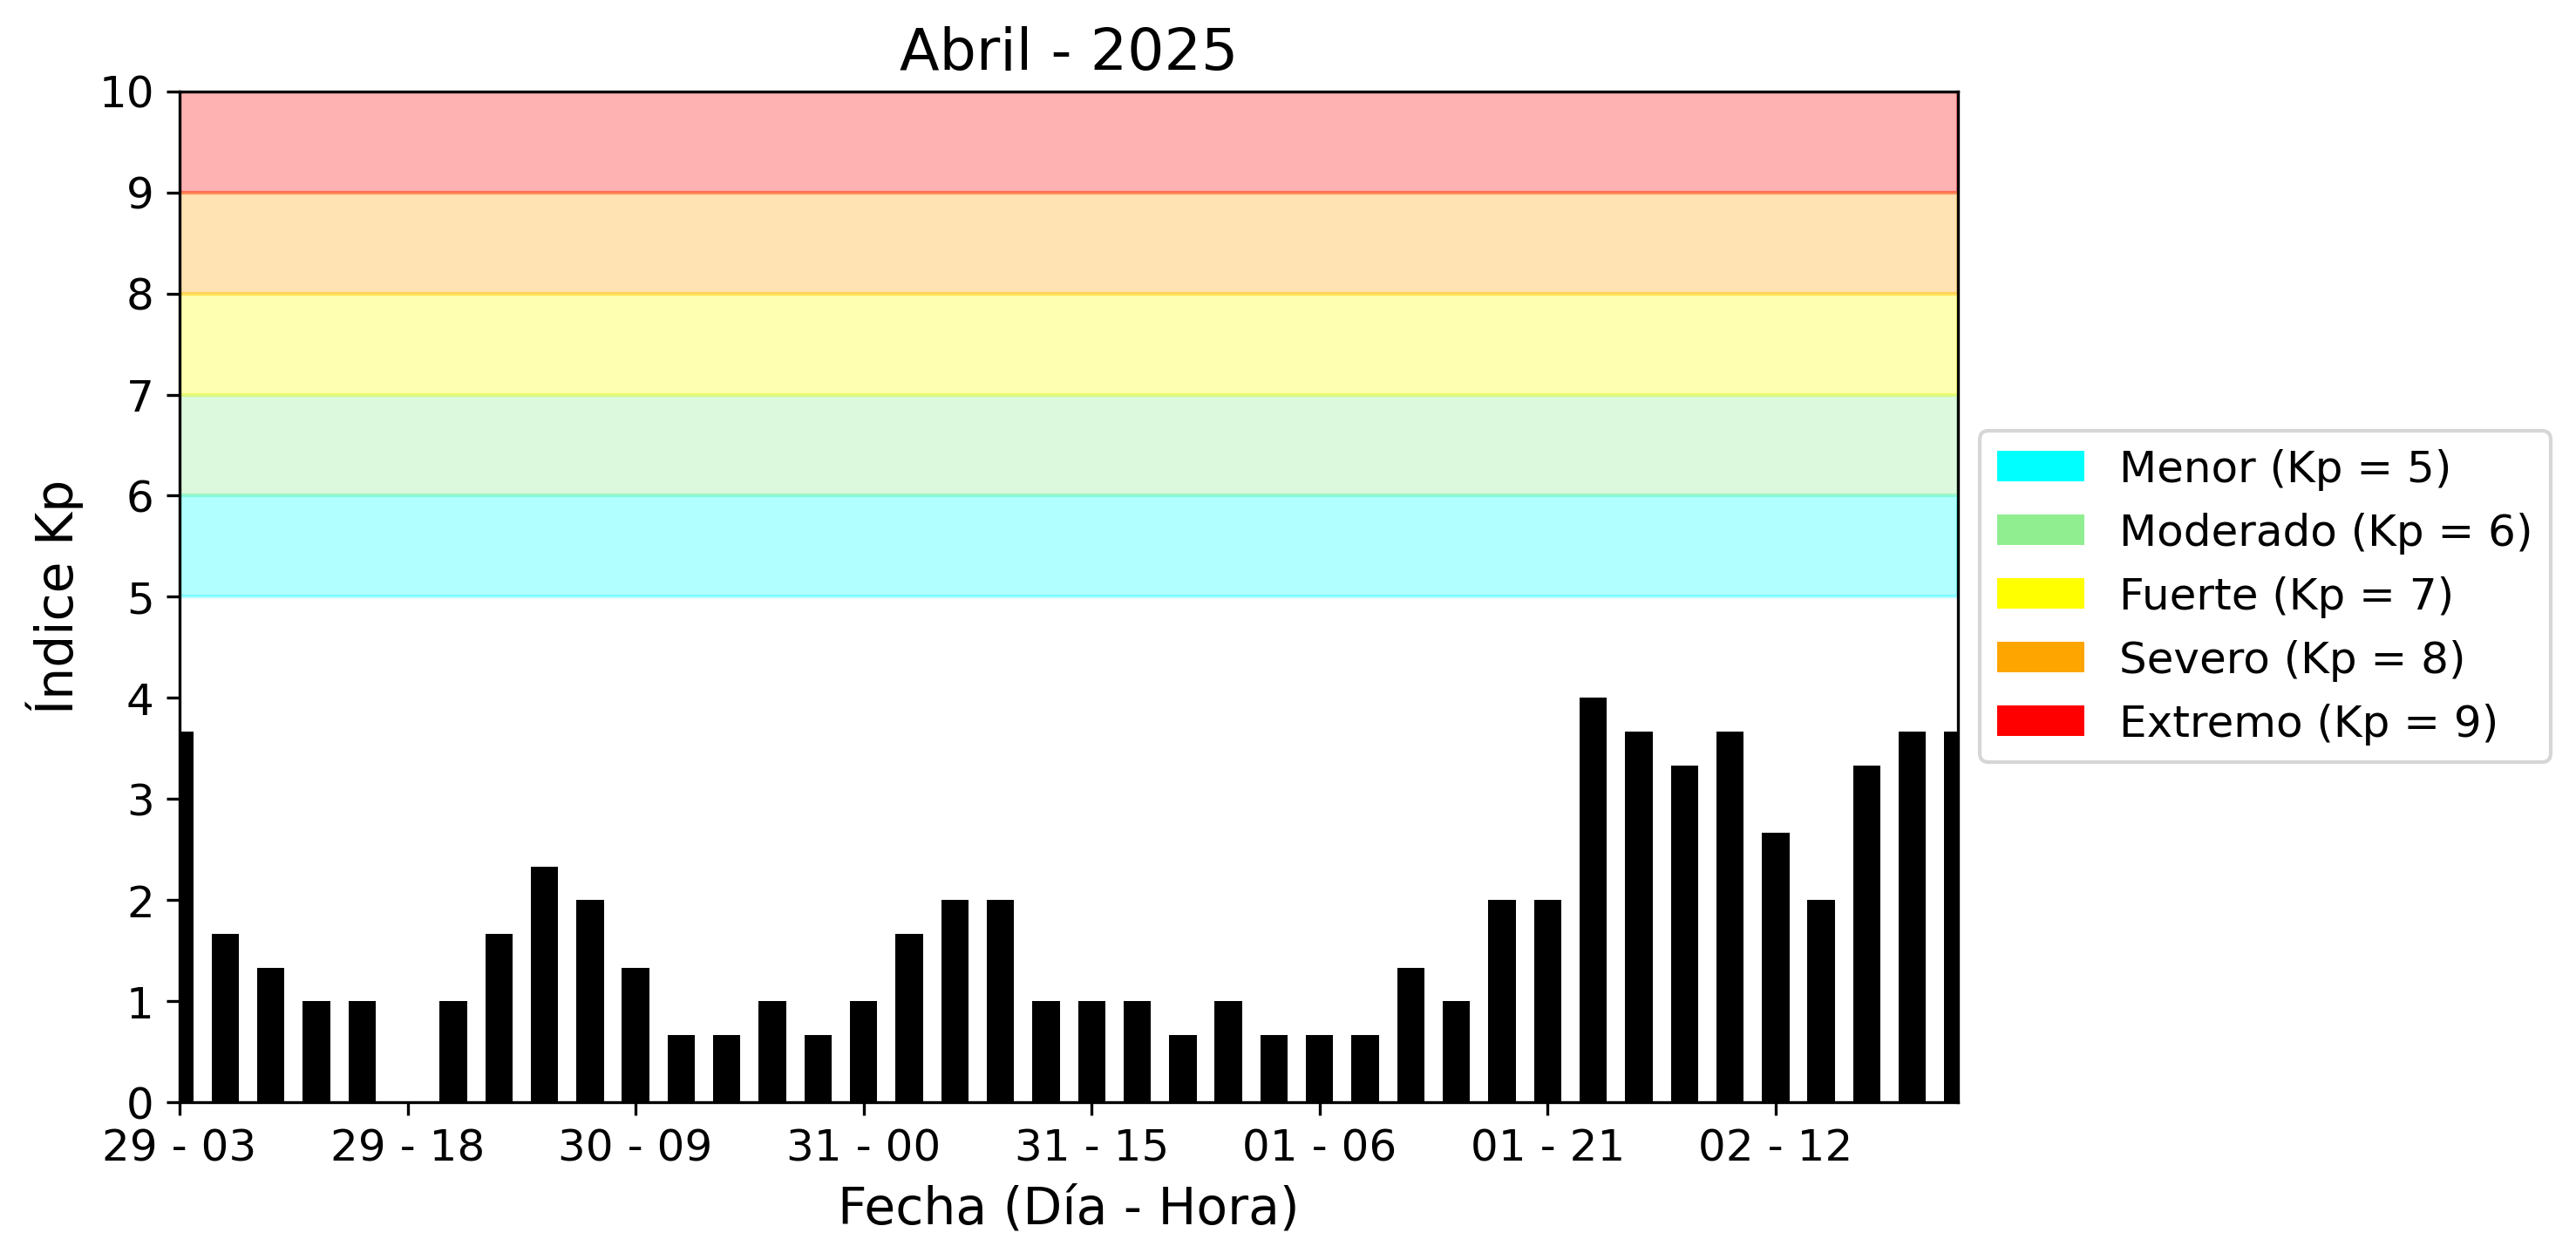 Abril - 2025
10
9
8
7
6
5
4
3
2
1
0
Índice Kp
29 - 03
29 - 18
30 - 09
31 - 00
31 - 15
01 - 06
01 - 21
02 - 12
Fecha (Día - Hora)
Menor (Kp = 5)
Moderado (Kp = 6)
Fuerte (Kp = 7)
Severo (Kp = 8)
Extremo (Kp = 9)